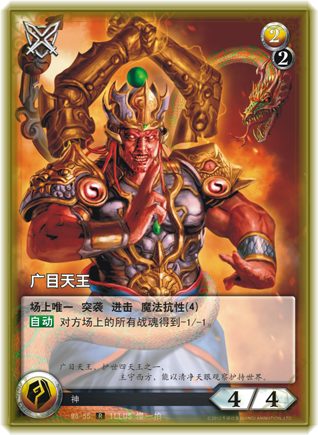 2
2
广目天王
场上唯一 突袭 进击 魔法抗性(4)
自动 对方场上的所有战魂得到-1/-1.
广目天王，护世四天王之一，
主守西方，能以清净天眼观察护持世界.
神
4/4
R